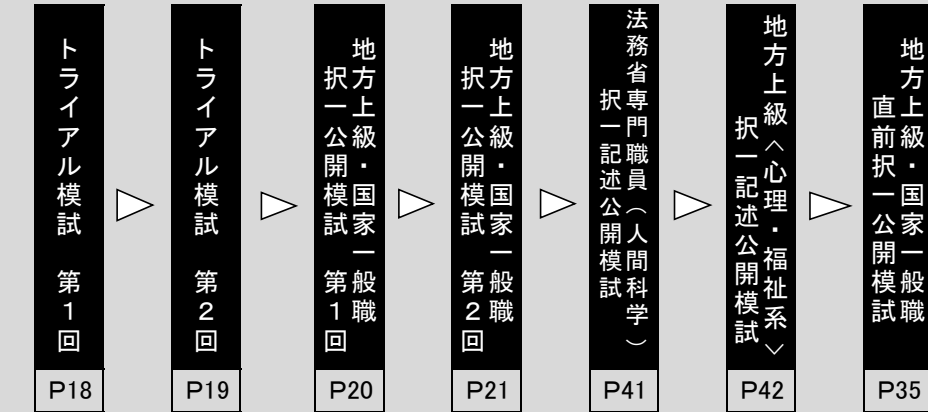 トライアル模試　第1回
P18
トライアル模試　第2回
P19
地方上級・国家一般職
択一公開模試　第1回
P20
地方上級・国家一般職
択一公開模試　第2回
P21
法務省専門職員（人間科学）
択一記述公開模試
P41
地方上級＜心理・福祉系＞
択一記述公開模試
P42
地方上級・国家一般職
直前択一公開模試
P35